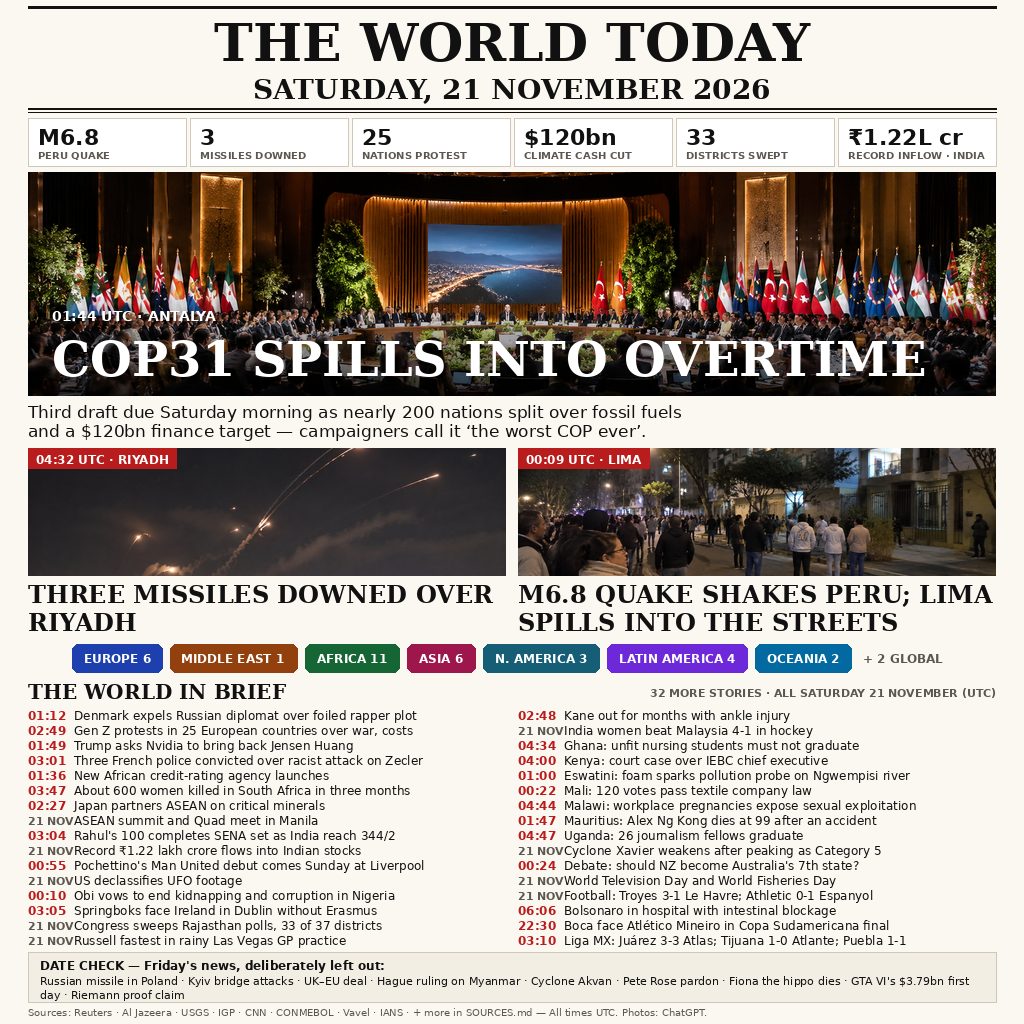 THE WORLD TODAY
SATURDAY, 21 NOVEMBER 2026
M6.8
PERU QUAKE
3
MISSILES DOWNED
25
NATIONS PROTEST
$120bn
CLIMATE CASH CUT
33
DISTRICTS SWEPT
₹1.22L cr
RECORD INFLOW · INDIA
01:44 UTC · ANTALYA
COP31 SPILLS INTO OVERTIME
Third draft due Saturday morning as nearly 200 nations split over fossil fuels
and a $120bn finance target — campaigners call it ‘the worst COP ever’.
04:32 UTC · RIYADH
THREE MISSILES DOWNED OVER
RIYADH
00:09 UTC · LIMA
M6.8 QUAKE SHAKES PERU; LIMA
SPILLS INTO THE STREETS
EUROPE 6
MIDDLE EAST 1
AFRICA 11
ASIA 6
N. AMERICA 3
LATIN AMERICA 4
OCEANIA 2
+ 2 GLOBAL
THE WORLD IN BRIEF
32 MORE STORIES · ALL SATURDAY 21 NOVEMBER (UTC)
01:12 Denmark expels Russian diplomat over foiled rapper plot
02:49 Gen Z protests in 25 European countries over war, costs
01:49 Trump asks Nvidia to bring back Jensen Huang
03:01 Three French police convicted over racist attack on Zecler
01:36 New African credit-rating agency launches
03:47 About 600 women killed in South Africa in three months
02:27 Japan partners ASEAN on critical minerals
21 NOV ASEAN summit and Quad meet in Manila
03:04 Rahul's 100 completes SENA set as India reach 344/2
21 NOV Record ₹1.22 lakh crore flows into Indian stocks
00:55 Pochettino's Man United debut comes Sunday at Liverpool
21 NOV US declassifies UFO footage
00:10 Obi vows to end kidnapping and corruption in Nigeria
03:05 Springboks face Ireland in Dublin without Erasmus
21 NOV Congress sweeps Rajasthan polls, 33 of 37 districts
21 NOV Russell fastest in rainy Las Vegas GP practice
02:48 Kane out for months with ankle injury
21 NOV India women beat Malaysia 4-1 in hockey
04:34 Ghana: unfit nursing students must not graduate
04:00 Kenya: court case over IEBC chief executive
01:00 Eswatini: foam sparks pollution probe on Ngwempisi river
00:22 Mali: 120 votes pass textile company law
04:44 Malawi: workplace pregnancies expose sexual exploitation
01:47 Mauritius: Alex Ng Kong dies at 99 after an accident
04:47 Uganda: 26 journalism fellows graduate
21 NOV Cyclone Xavier weakens after peaking as Category 5
00:24 Debate: should NZ become Australia's 7th state?
21 NOV World Television Day and World Fisheries Day
21 NOV Football: Troyes 3-1 Le Havre; Athletic 0-1 Espanyol
06:06 Bolsonaro in hospital with intestinal blockage
22:30 Boca face Atlético Mineiro in Copa Sudamericana final
03:10 Liga MX: Juárez 3-3 Atlas; Tijuana 1-0 Atlante; Puebla 1-1
DATE CHECK — Friday's news, deliberately left out:
Russian missile in Poland · Kyiv bridge attacks · UK–EU deal · Hague ruling on Myanmar · Cyclone Akvan · Pete Rose pardon · Fiona the hippo dies · GTA VI's $3.79bn first
day · Riemann proof claim
Sources: Reuters · Al Jazeera · USGS · IGP · CNN · CONMEBOL · Vavel · IANS · + more in SOURCES.md — All times UTC. Photos: ChatGPT.